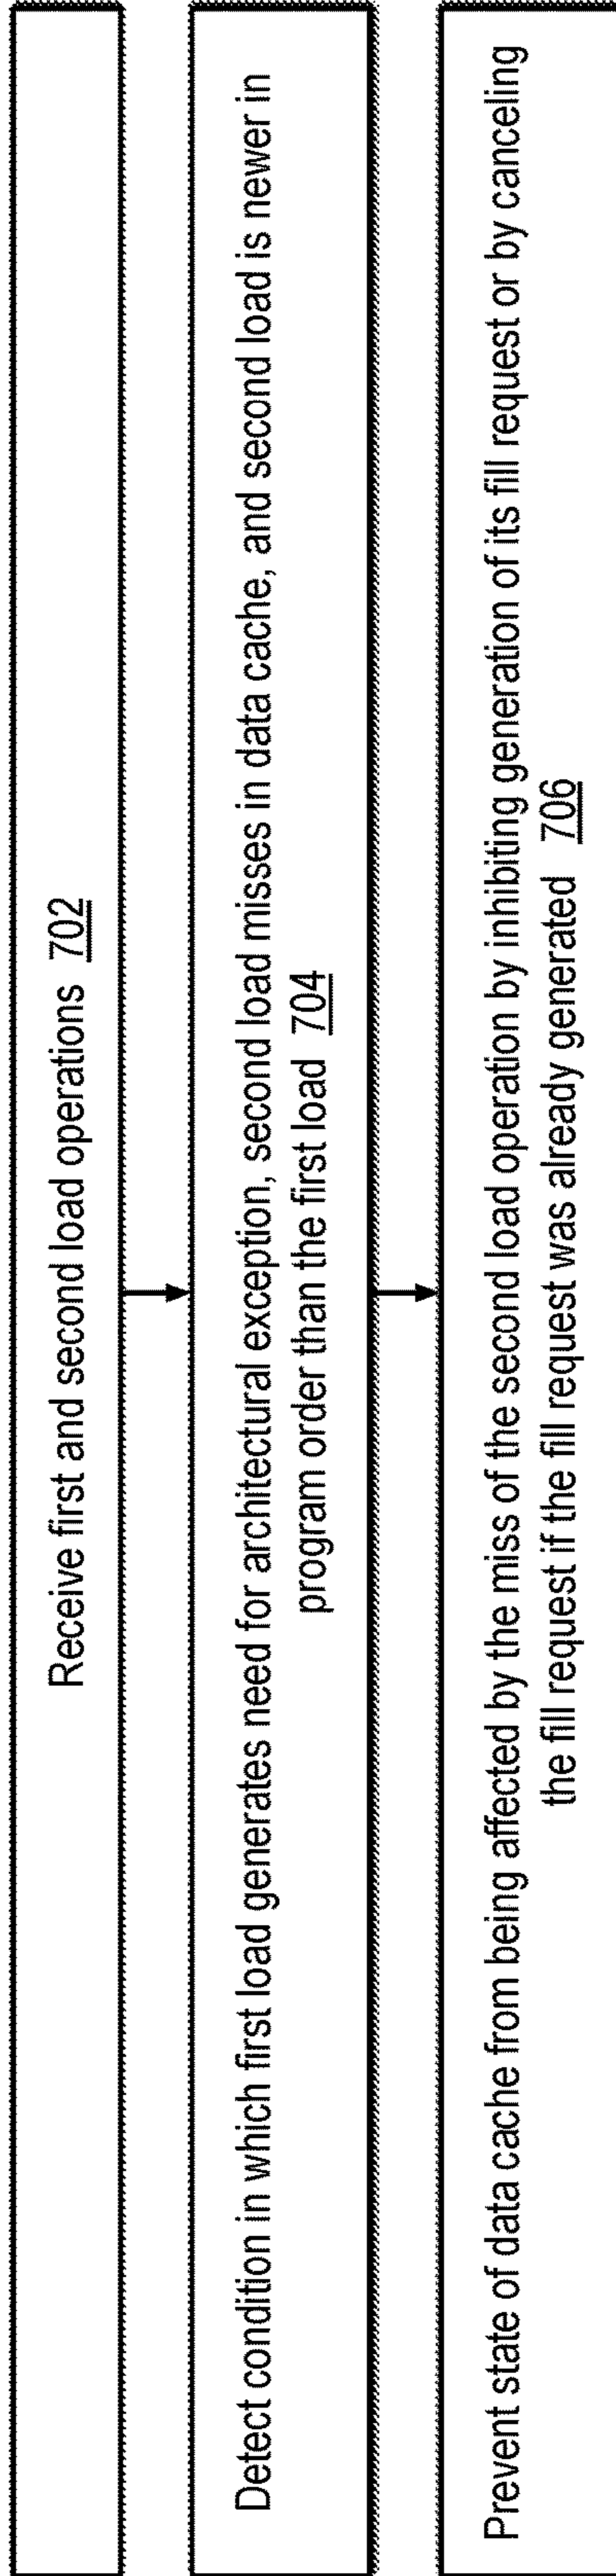 Receive first and second load operations 702
Detect condition in which first load generates need for architectural exception, second load misses in data cache, and second load is newer in
program order than the first load 704
Prevent state of data cache from being affected by the miss of the second load operation by inhibiting generation of its fill request or by canceling
the fill request if the fill request was already generated 706